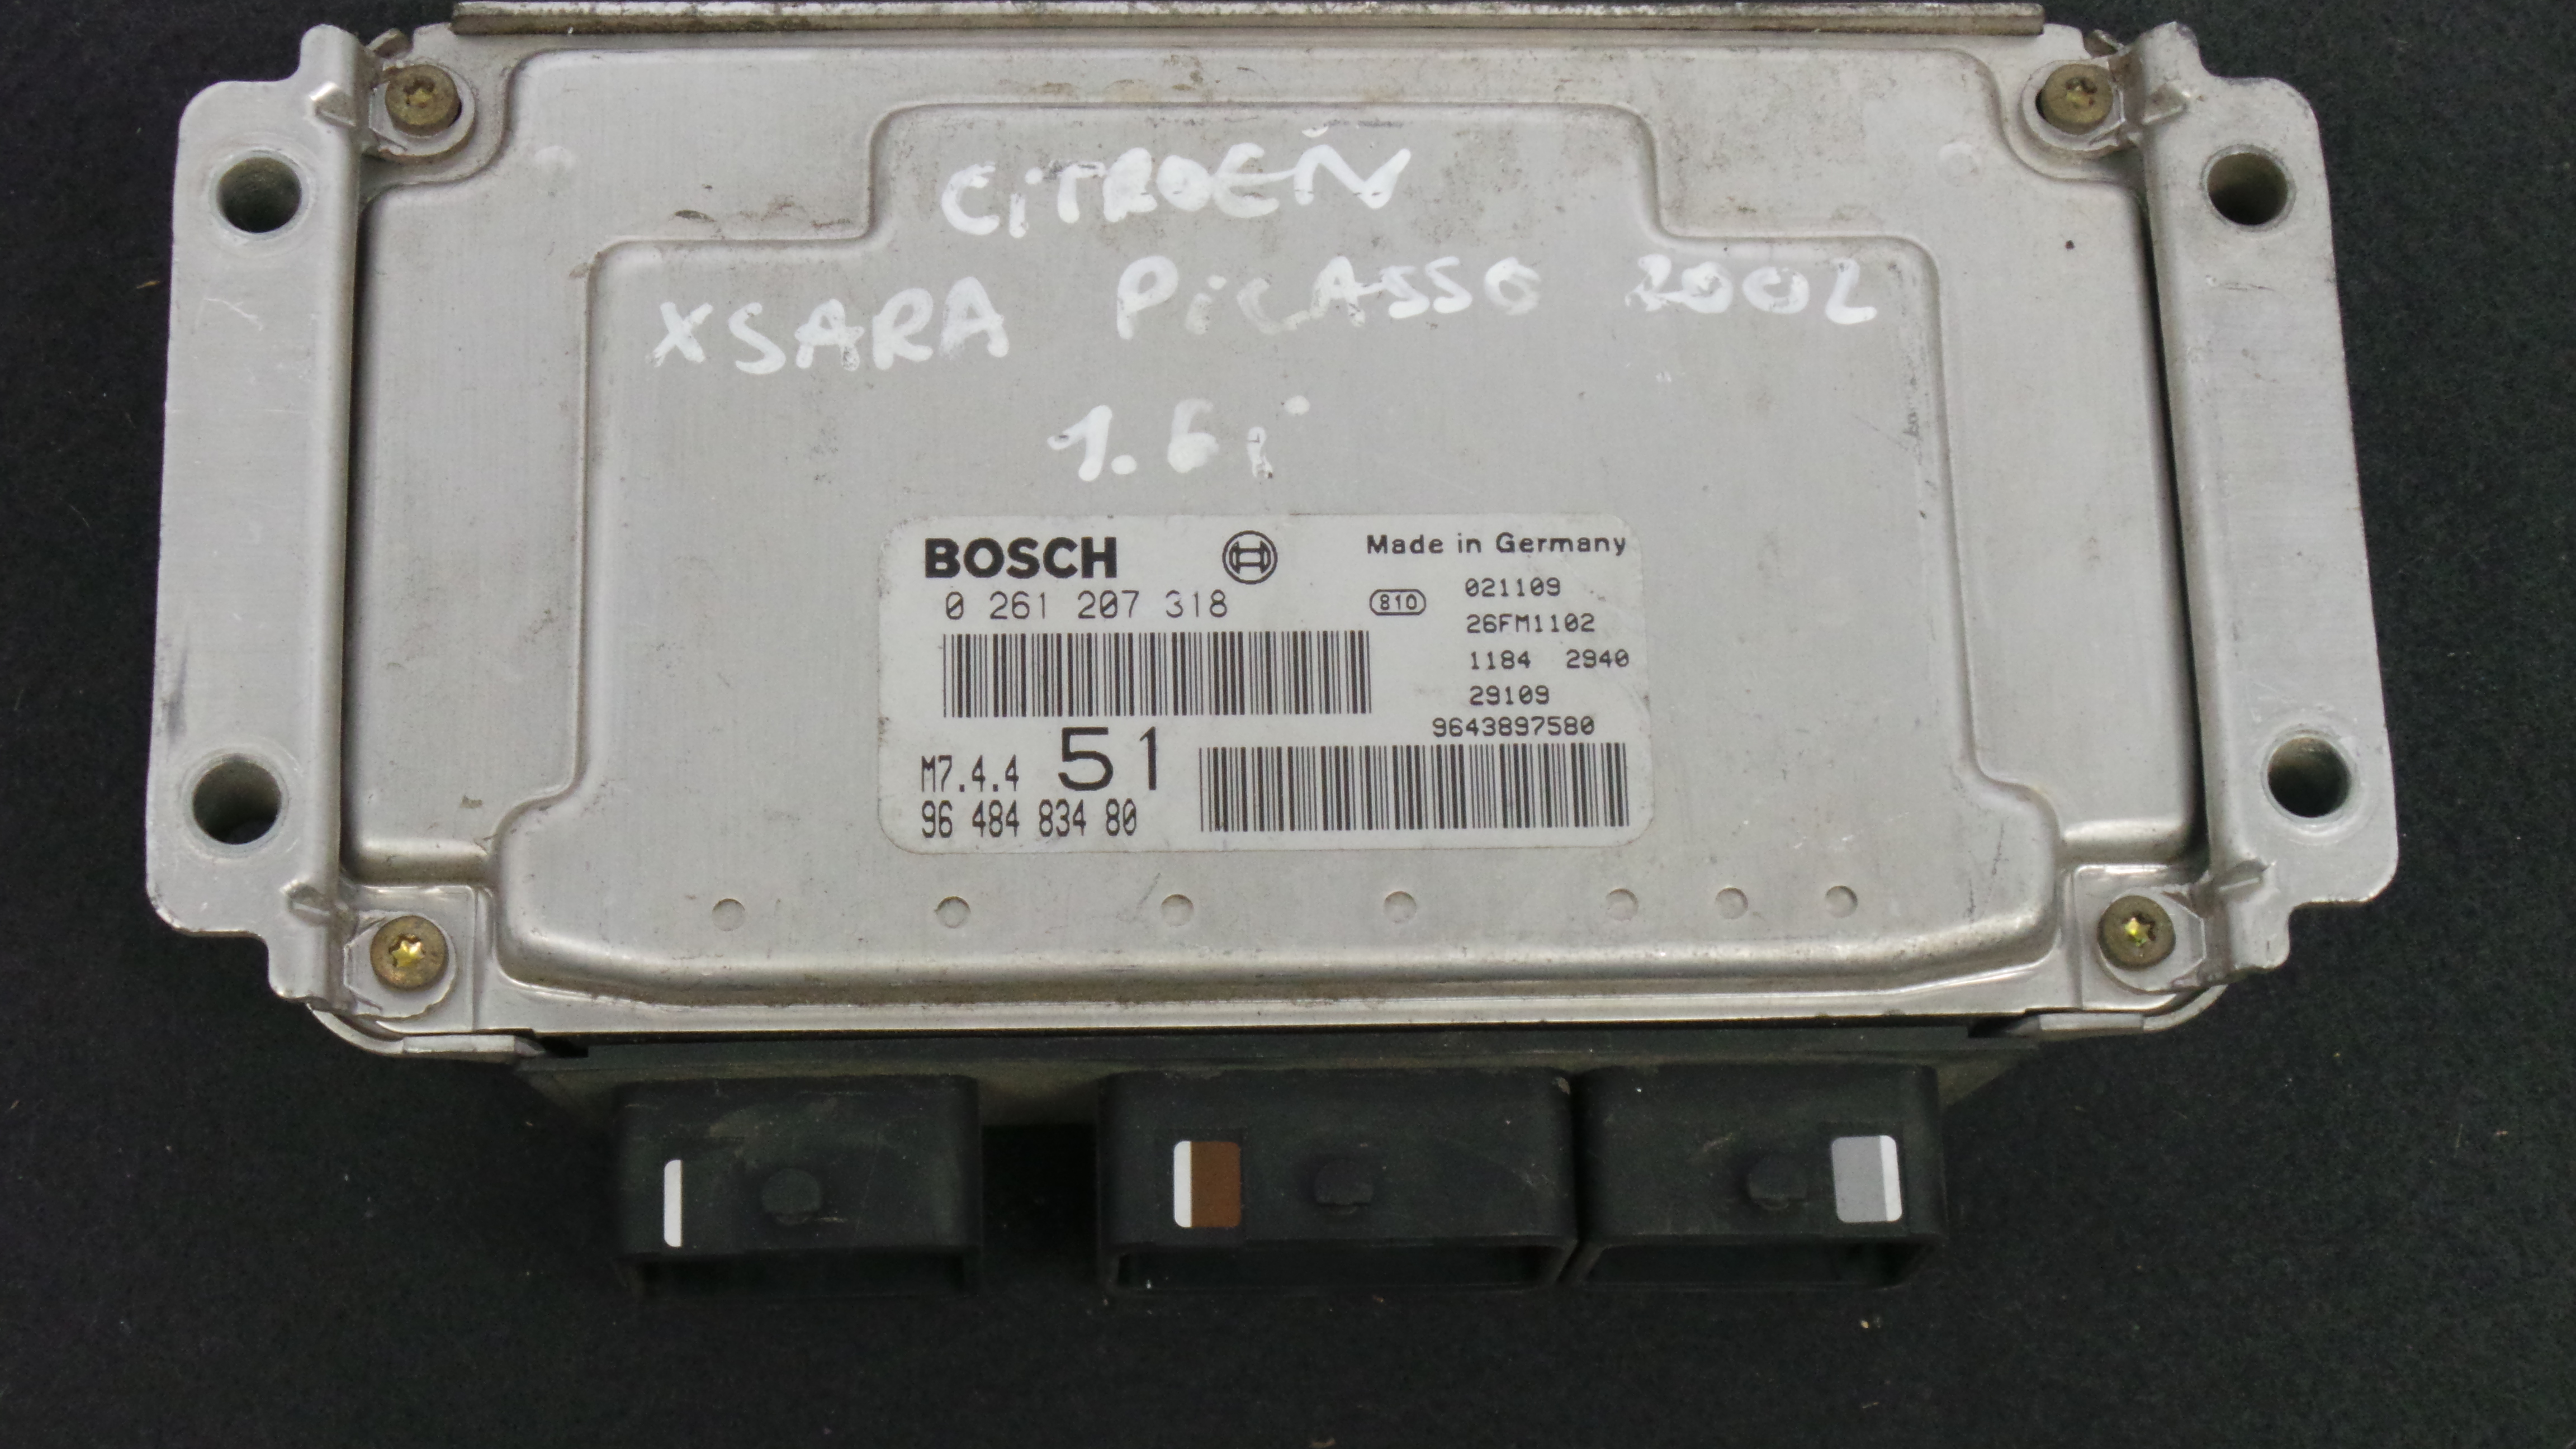 CiTROEN
XSARA PiCASSO 2002
1.6i
BOSCH Made in Germany
0 261 207 318 810 021109
26FM1102
1184 2940
29109
9643897580
M7.4.4 51
96 484 834 80